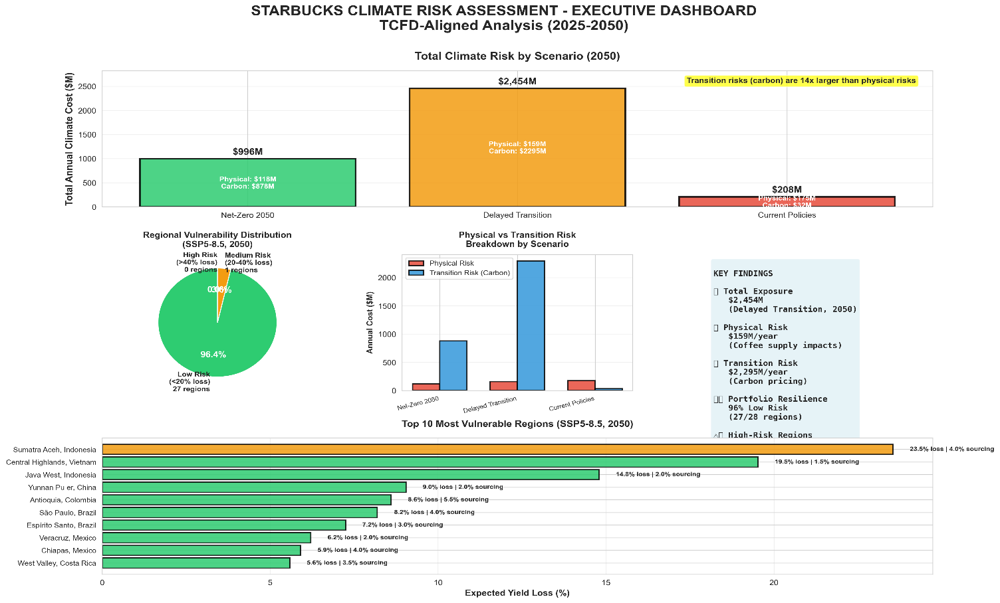 STARBUCKS CLIMATE RISK ASSESSMENT - EXECUTIVE DASHBOARD
TCFD-Aligned Analysis (2025-2050)
Total Climate Risk by Scenario (2050)
Total Annual Climate Cost ($M)
2500
2000
1500
1000
500
0
Transition risks (carbon) are 14x larger than physical risks
$996M
Physical: $118M
Carbon: $878M
$2,454M
Physical: $159M
Carbon: $2295M
$208M
Physical: $175M
Carbon: $32M
Net-Zero 2050
Delayed Transition
Current Policies
Regional Vulnerability Distribution
(SSP5-8.5, 2050)
High Risk
(>40% loss)
0 regions
Medium Risk
(20-40% loss)
1 regions
96.4%
Low Risk
(<20% loss)
27 regions
Physical vs Transition Risk
Breakdown by Scenario
Physical Risk
Transition Risk (Carbon)
Annual Cost ($M)
2000
1500
1000
500
0
Net-Zero 2050
Delayed Transition
Current Policies
KEY FINDINGS
Total Exposure
$2,454M
(Delayed Transition, 2050)
Physical Risk
$159M/year
(Coffee supply impacts)
Transition Risk
$2,295M/year
(Carbon pricing)
Portfolio Resilience
96% Low Risk
(27/28 regions)
⚠ High-Risk Regions
Top 10 Most Vulnerable Regions (SSP5-8.5, 2050)
Sumatra Aceh, Indonesia 23.5% loss | 4.0% sourcing
Central Highlands, Vietnam 19.5% loss | 1.5% sourcing
Java West, Indonesia 14.8% loss | 2.0% sourcing
Yunnan Pu er, China 9.0% loss | 2.0% sourcing
Antioquia, Colombia 8.6% loss | 5.5% sourcing
São Paulo, Brazil 8.2% loss | 4.0% sourcing
Espírito Santo, Brazil 7.2% loss | 3.0% sourcing
Veracruz, Mexico 6.2% loss | 2.0% sourcing
Chiapas, Mexico 5.9% loss | 4.0% sourcing
West Valley, Costa Rica 5.6% loss | 3.5% sourcing
0 5 10 15 20
Expected Yield Loss (%)